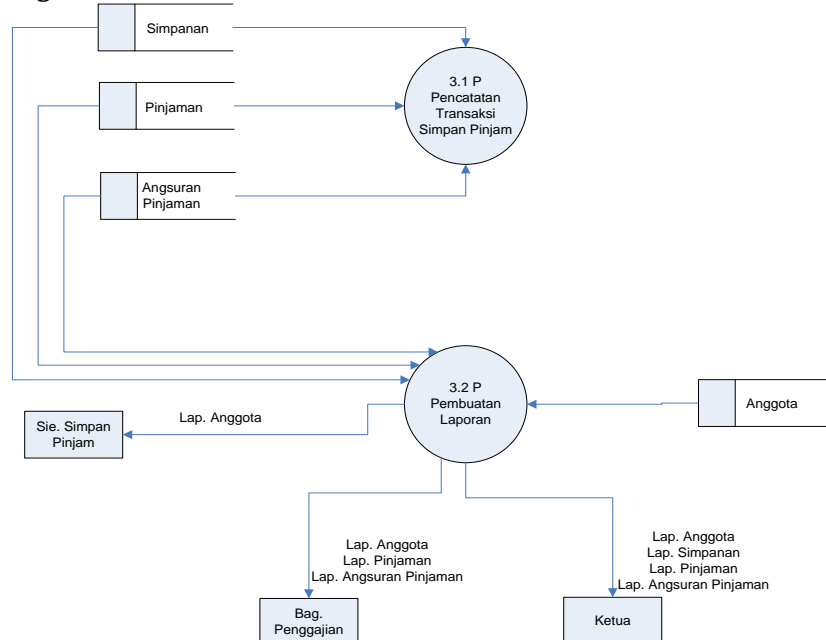 Simpanan
3.1 P
Pencatatan
Transaksi
Simpan Pinjam
Pinjaman
Angsuran
Pinjaman
3.2 P
Pembuatan
Laporan
Anggota
Sie. Simpan
Pinjam
Lap. Anggota
Lap. Anggota
Lap. Pinjaman
Lap. Angsuran Pinjaman
Lap. Anggota
Lap. Simpanan
Lap. Pinjaman
Lap. Angsuran Pinjaman
Bag.
Penggajian
Ketua